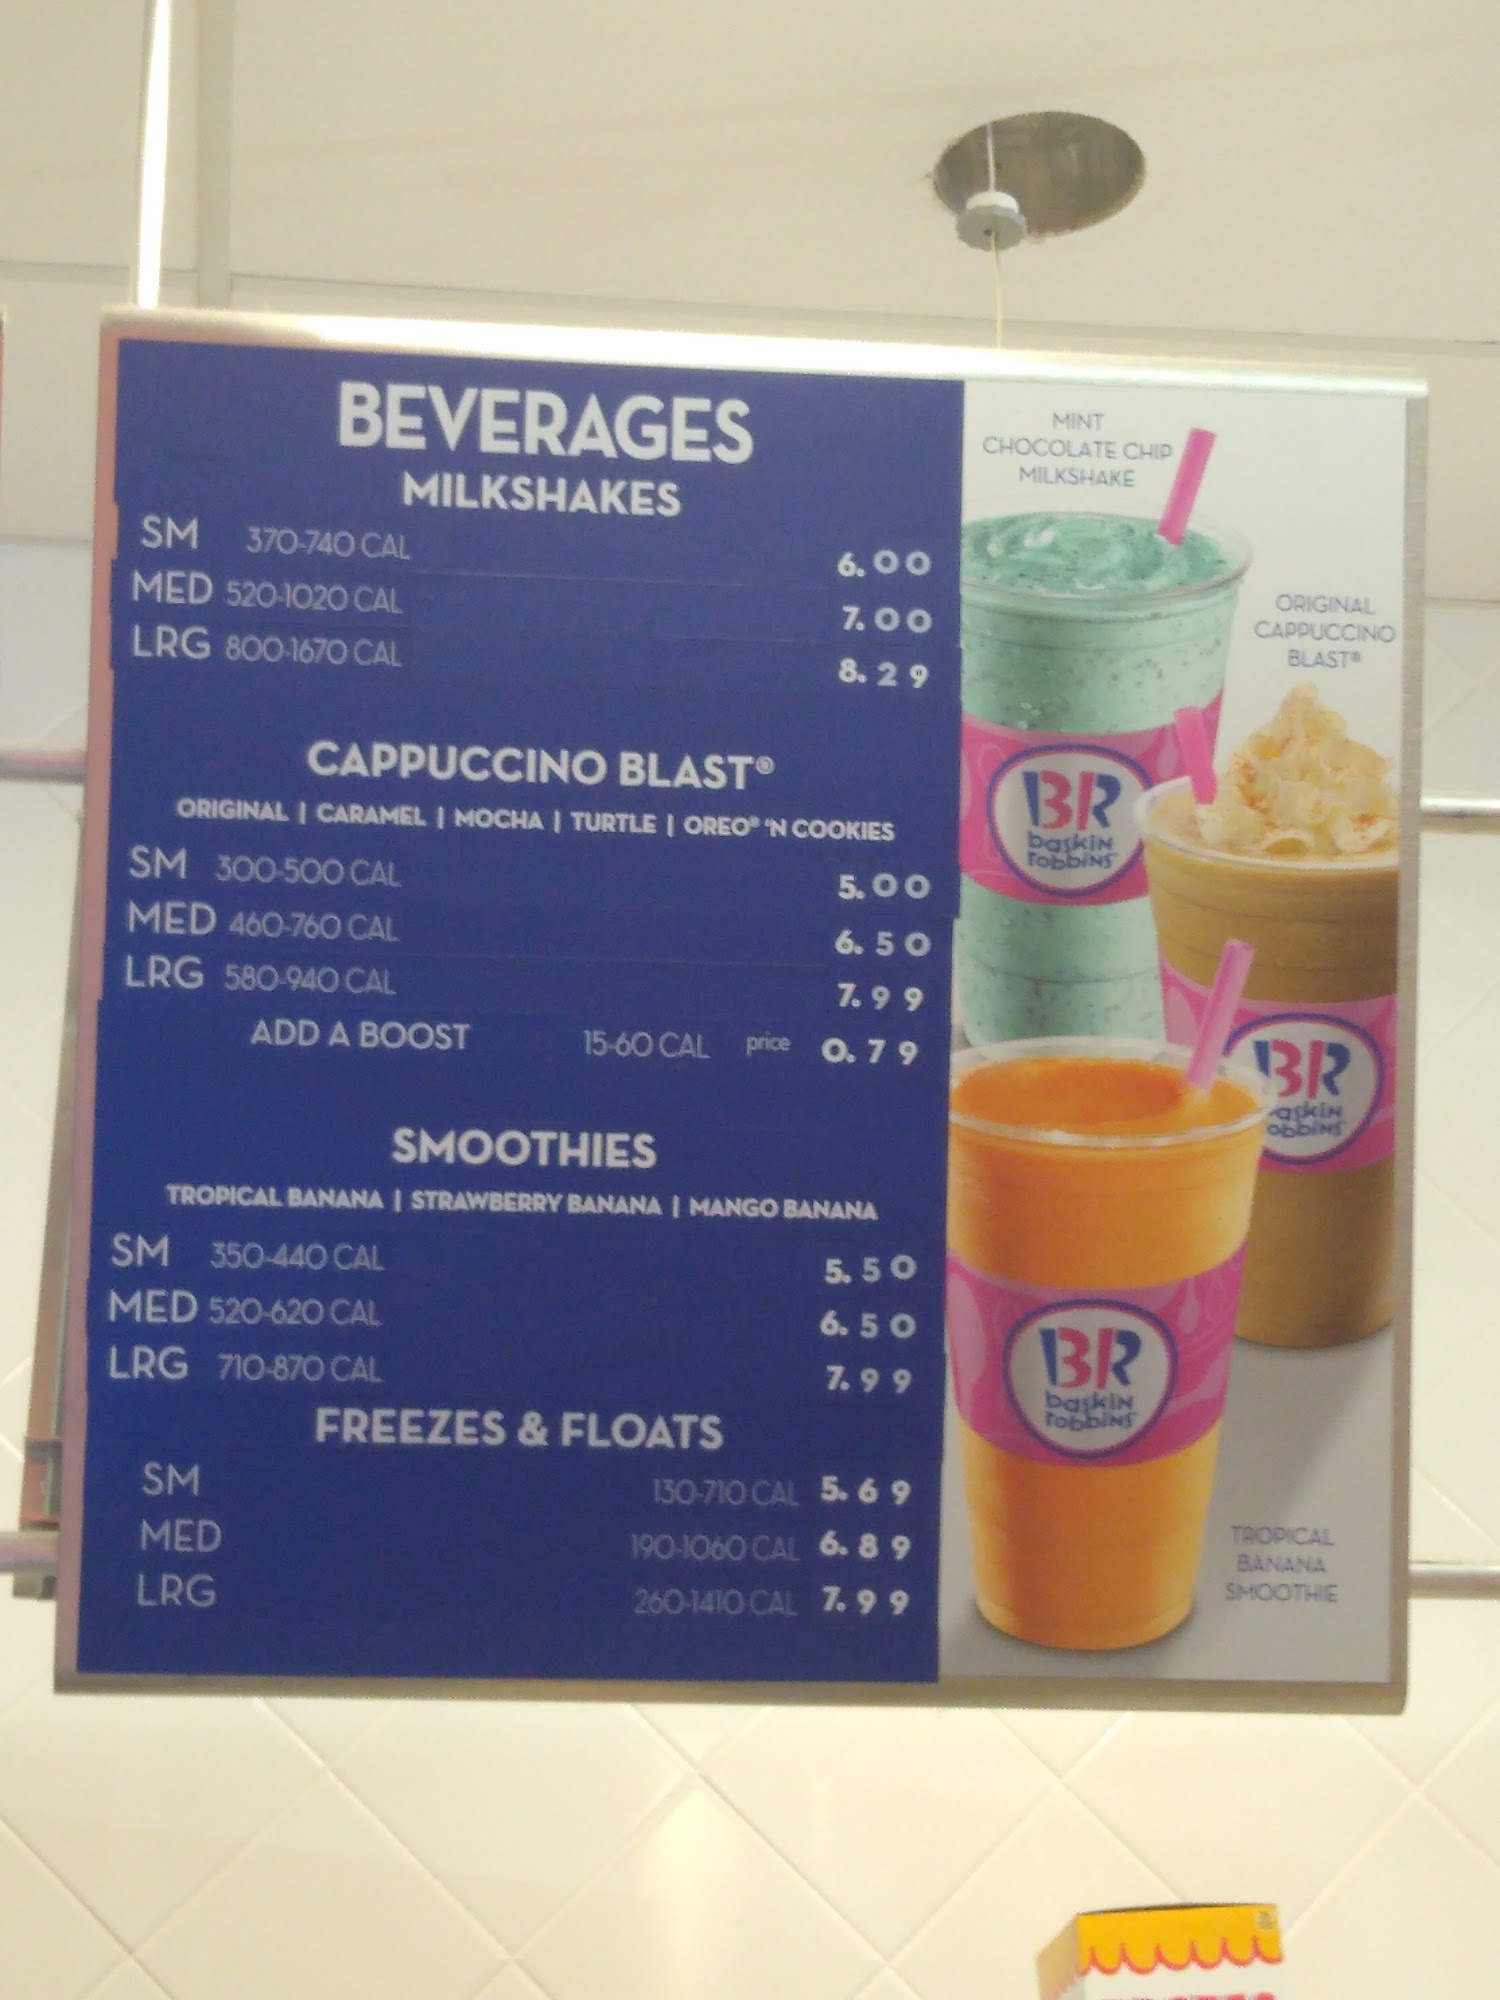 BEVERAGES
MILKSHAKES
SM 370-740 CAL 6.00
MED 520-1020 CAL 7.00
LRG 800-1670 CAL 8.29
CAPPUCCINO BLAST®
ORIGINAL | CARAMEL | MOCHA | TURTLE | OREO® 'N COOKIES
SM 300-500 CAL 5.00
MED 460-760 CAL 6.50
LRG 580-940 CAL 7.99
ADD A BOOST 15-60 CAL price 0.79
SMOOTHIES
TROPICAL BANANA | STRAWBERRY BANANA | MANGO BANANA
SM 350-440 CAL 5.50
MED 520-620 CAL 6.50
LRG 710-870 CAL 7.99
FREEZES & FLOATS
SM 130-710 CAL 5.69
MED 190-1060 CAL 6.89
LRG 260-1410 CAL 7.99
MINT
CHOCOLATE CHIP
MILKSHAKE
ORIGINAL
CAPPUCCINO
BLAST®
BR
baskin
robbins
BR
askin
obbins
BR
baskin
robbins
TROPICAL
BANANA
SMOOTHIE